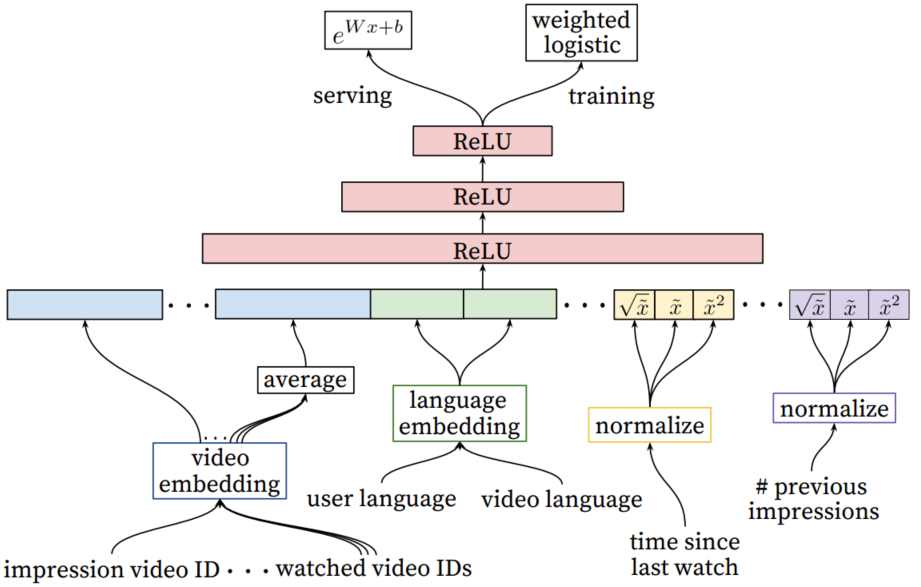 $e^{Wx+b}$
weighted
logistic
serving
training
ReLU
ReLU
ReLU
· · ·
· · ·
$\sqrt{\tilde{x}}$ $\tilde{x}$ $\tilde{x}^2$
· · ·
$\sqrt{\tilde{x}}$ $\tilde{x}$ $\tilde{x}^2$
average
language
embedding
normalize
normalize
· · ·
video
embedding
user language
video language
# previous
impressions
time since
last watch
impression video ID · · · watched video IDs